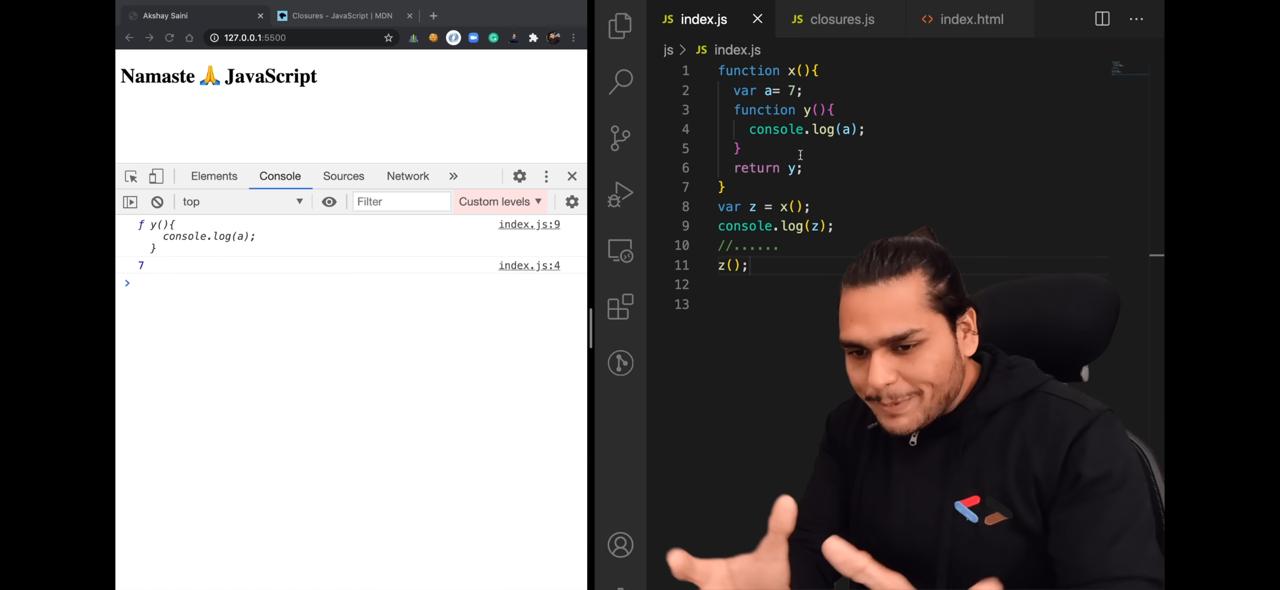 Akshay Saini
Closures - JavaScript | MDN
127.0.0.1:5500
Namaste 🙏 JavaScript
Elements Console Sources Network
top Filter Custom levels
ƒ y(){ index.js:9
console.log(a);
}
7 index.js:4
index.js closures.js index.html
js > JS index.js
1 function x(){
2 var a= 7;
3 function y(){
4 console.log(a);
5 }
6 return y;
7 }
8 var z = x();
9 console.log(z);
10 //......
11 z();
12
13